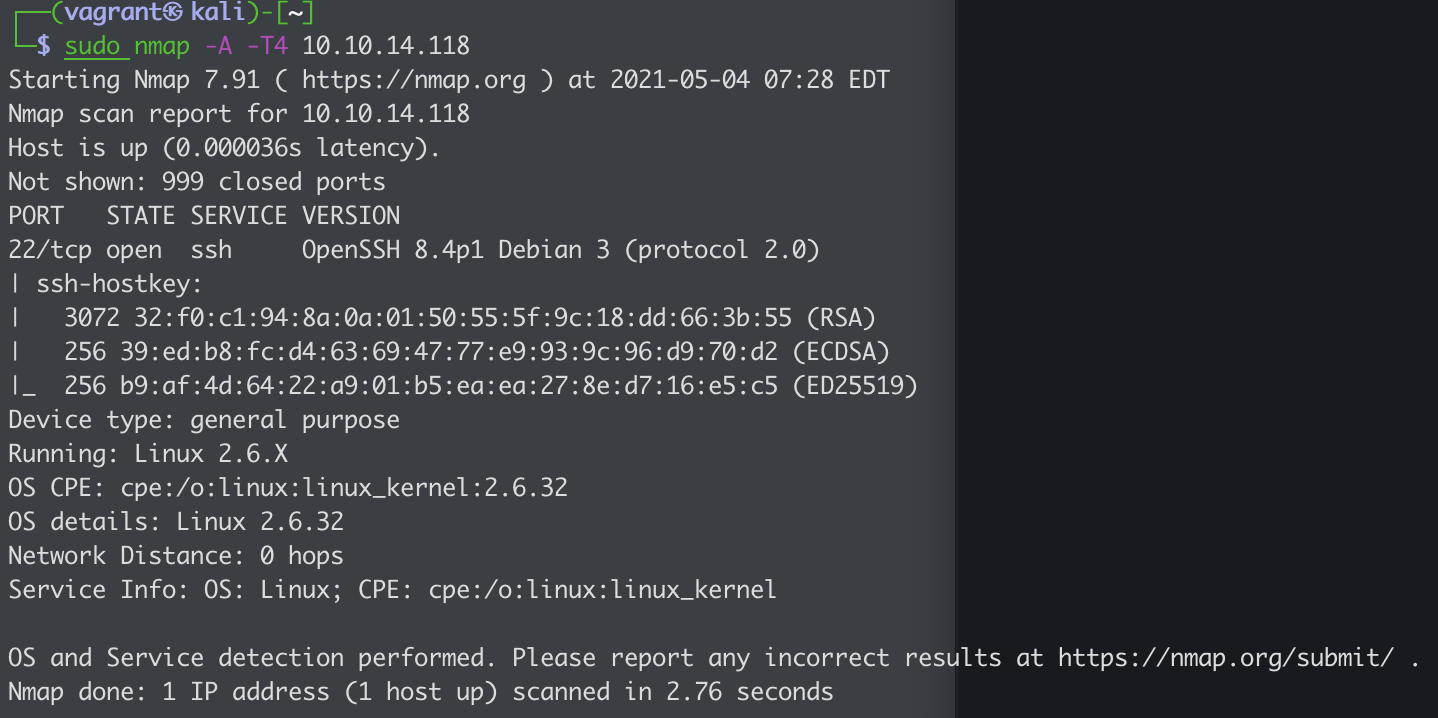 ┌──(vagrant㉿kali)-[~]
└─$ sudo nmap -A -T4 10.10.14.118
Starting Nmap 7.91 ( https://nmap.org ) at 2021-05-04 07:28 EDT
Nmap scan report for 10.10.14.118
Host is up (0.000036s latency).
Not shown: 999 closed ports
PORT   STATE SERVICE VERSION
22/tcp open  ssh     OpenSSH 8.4p1 Debian 3 (protocol 2.0)
| ssh-hostkey:
|   3072 32:f0:c1:94:8a:0a:01:50:55:5f:9c:18:dd:66:3b:55 (RSA)
|   256 39:ed:b8:fc:d4:63:69:47:77:e9:93:9c:96:d9:70:d2 (ECDSA)
|_  256 b9:af:4d:64:22:a9:01:b5:ea:ea:27:8e:d7:16:e5:c5 (ED25519)
Device type: general purpose
Running: Linux 2.6.X
OS CPE: cpe:/o:linux:linux_kernel:2.6.32
OS details: Linux 2.6.32
Network Distance: 0 hops
Service Info: OS: Linux; CPE: cpe:/o:linux:linux_kernel

OS and Service detection performed. Please report any incorrect results at https://nmap.org/submit/ .
Nmap done: 1 IP address (1 host up) scanned in 2.76 seconds